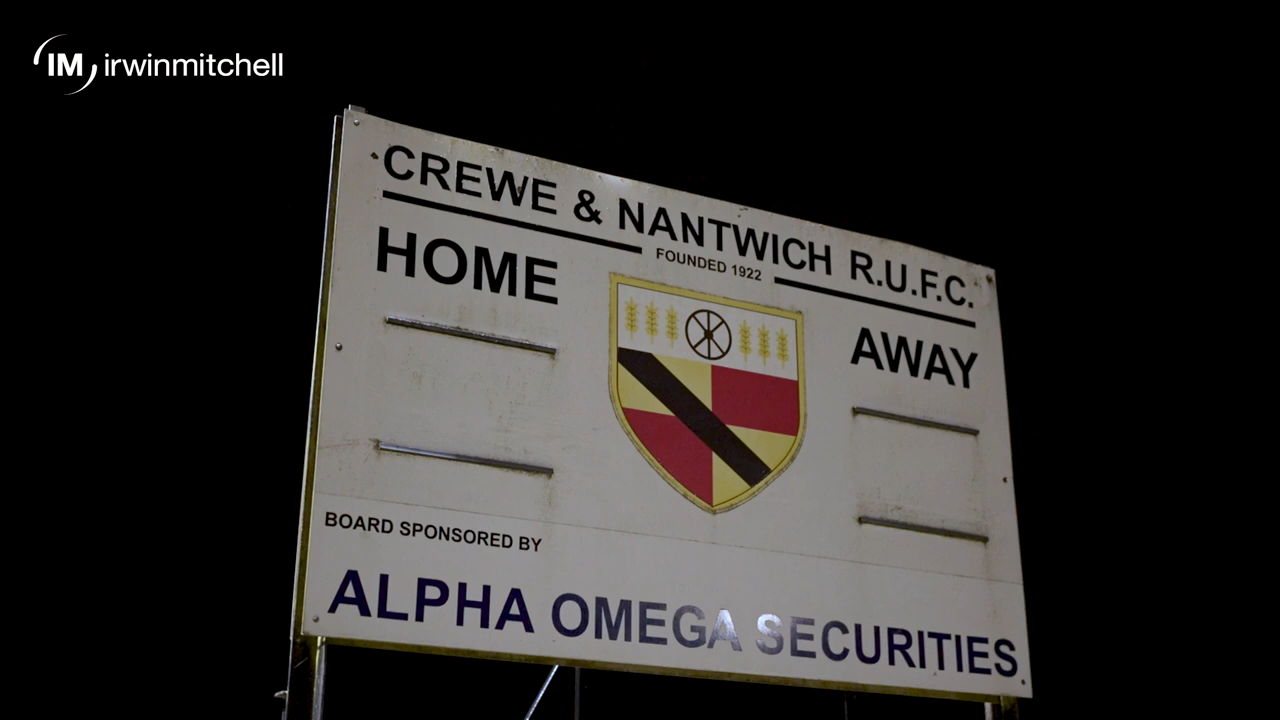 IM irwinmitchell
CREWE & NANTWICH R.U.F.C.
FOUNDED 1922
HOME
AWAY
BOARD SPONSORED BY
ALPHA OMEGA SECURITIES